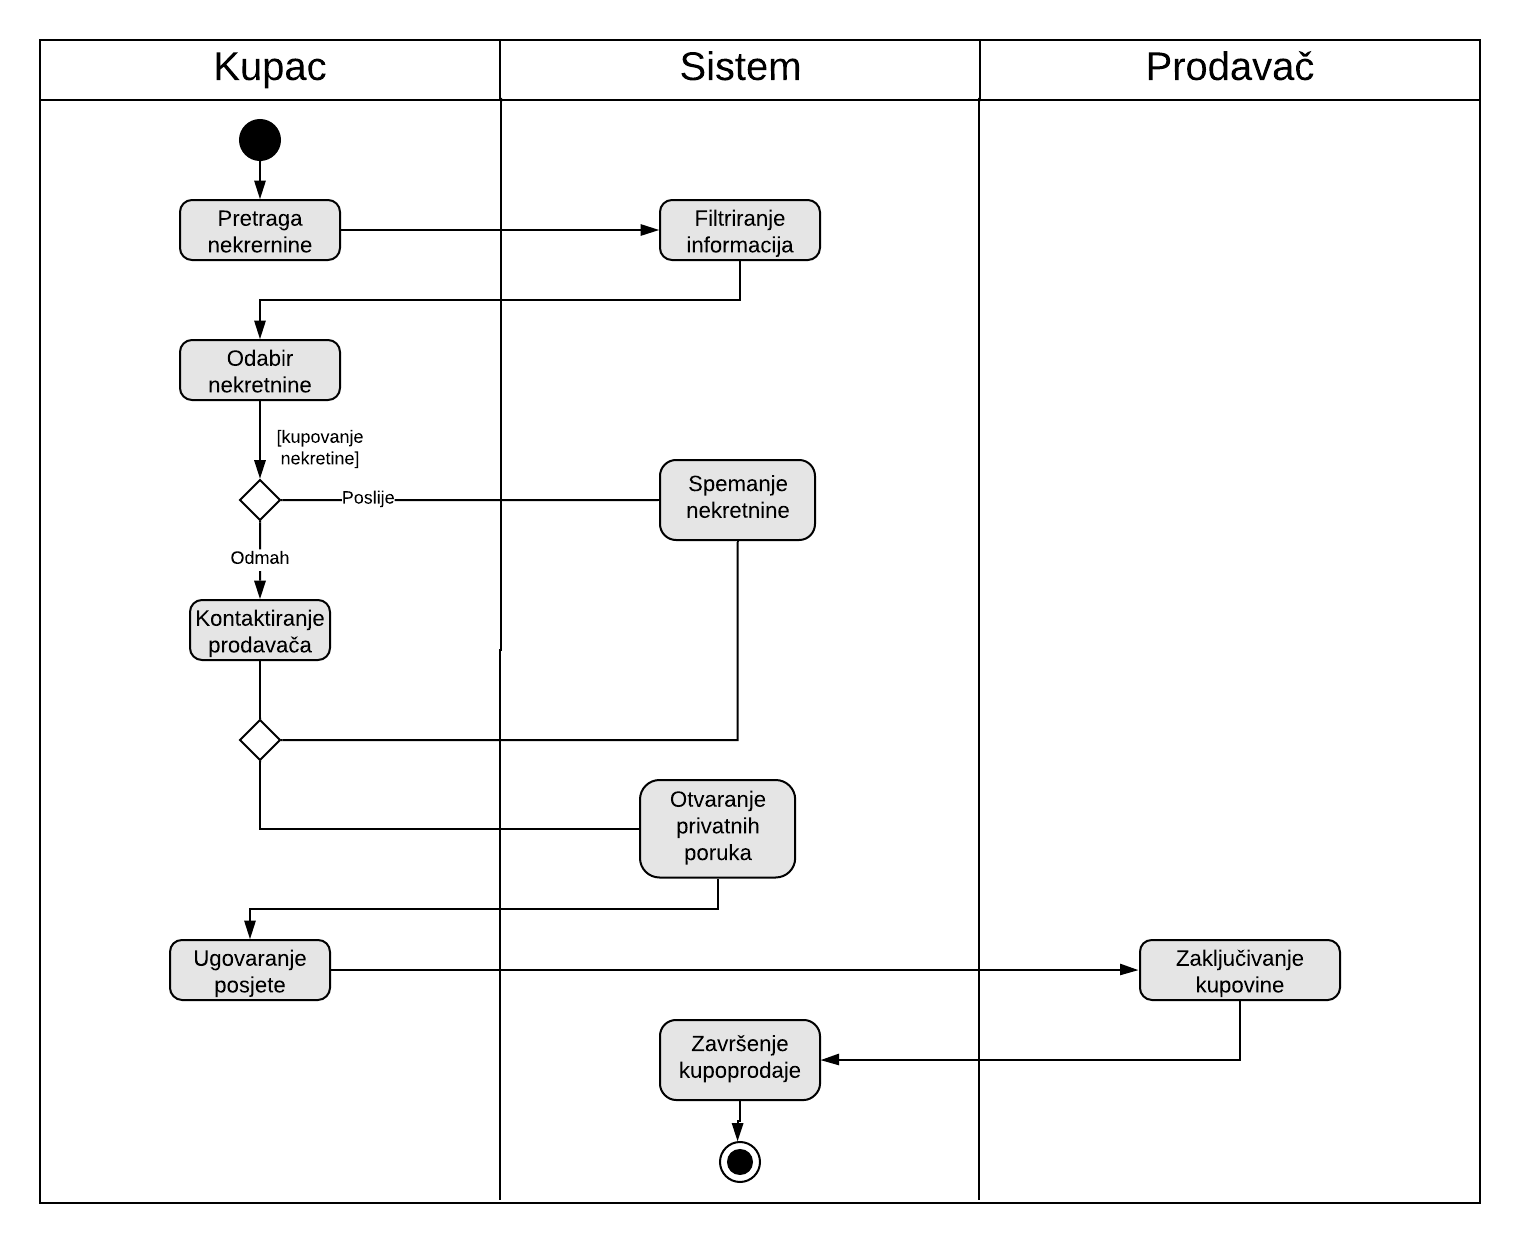 Kupac
Sistem
Prodavač
Pretraga
nekrernine
Filtriranje
informacija
Odabir
nekretnine
[kupovanje
nekretine]
Poslije
Spemanje
nekretnine
Odmah
Kontaktiranje
prodavača
Otvaranje
privatnih
poruka
Ugovaranje
posjete
Zaključivanje
kupovine
Završenje
kupoprodaje